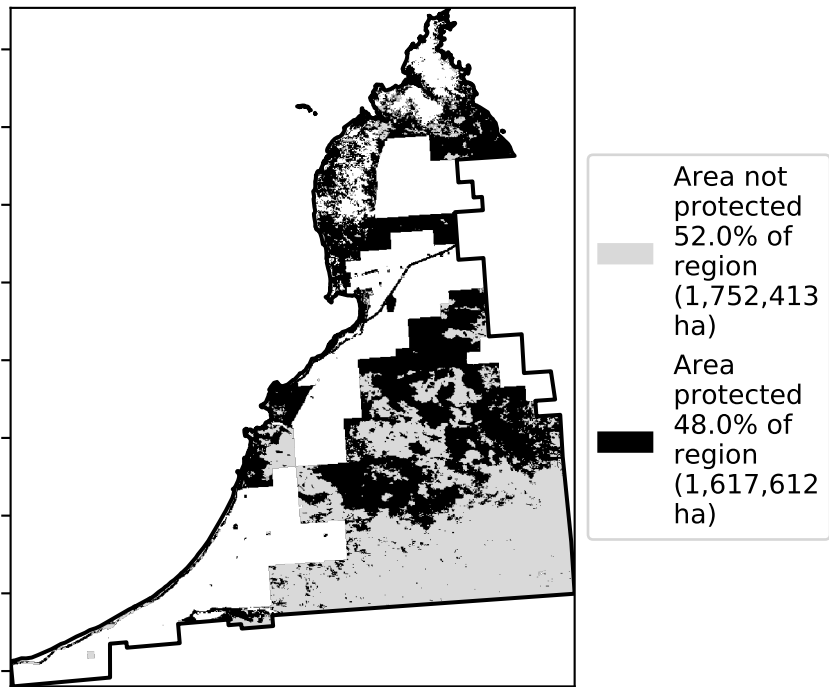 Area not
protected
52.0% of
region
(1,752,413
ha)
Area
protected
48.0% of
region
(1,617,612
ha)